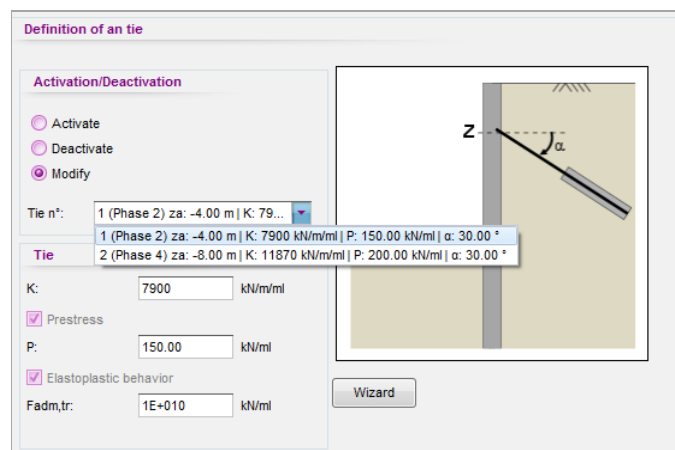 Definition of an tie
Activation/Deactivation
Activate
Deactivate
Modify
Tie n°: 1 (Phase 2) za: -4.00 m | K: 79...
1 (Phase 2) za: -4.00 m | K: 7900 kN/m/ml | P: 150.00 kN/ml | α: 30.00 °
2 (Phase 4) za: -8.00 m | K: 11870 kN/m/ml | P: 200.00 kN/ml | α: 30.00 °
Tie
K: 7900 kN/m/ml
Prestress
P: 150.00 kN/ml
Elastoplastic behavior
Fadm,tr: 1E+010 kN/ml
Z
α
Wizard